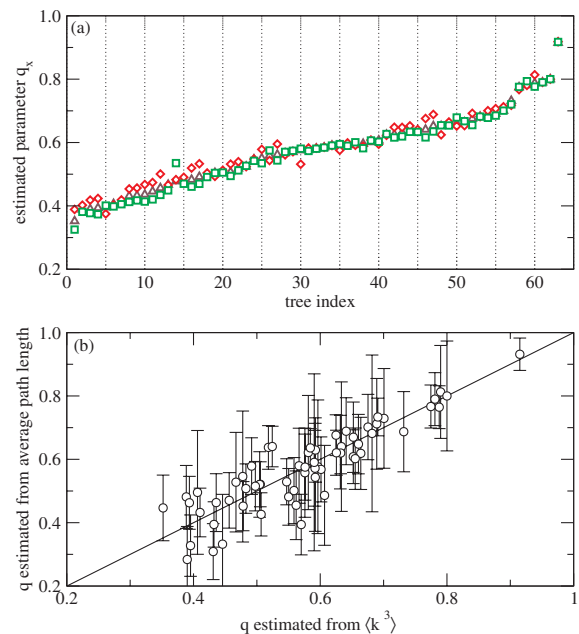 (a)
estimated parameter q_x
1.0
0.8
0.6
0.4
0.2
0 10 20 30 40 50 60
tree index
(b)
q estimated from average path length
1.0
0.8
0.6
0.4
0.2
0.2 0.4 0.6 0.8 1
q estimated from ⟨k^3⟩